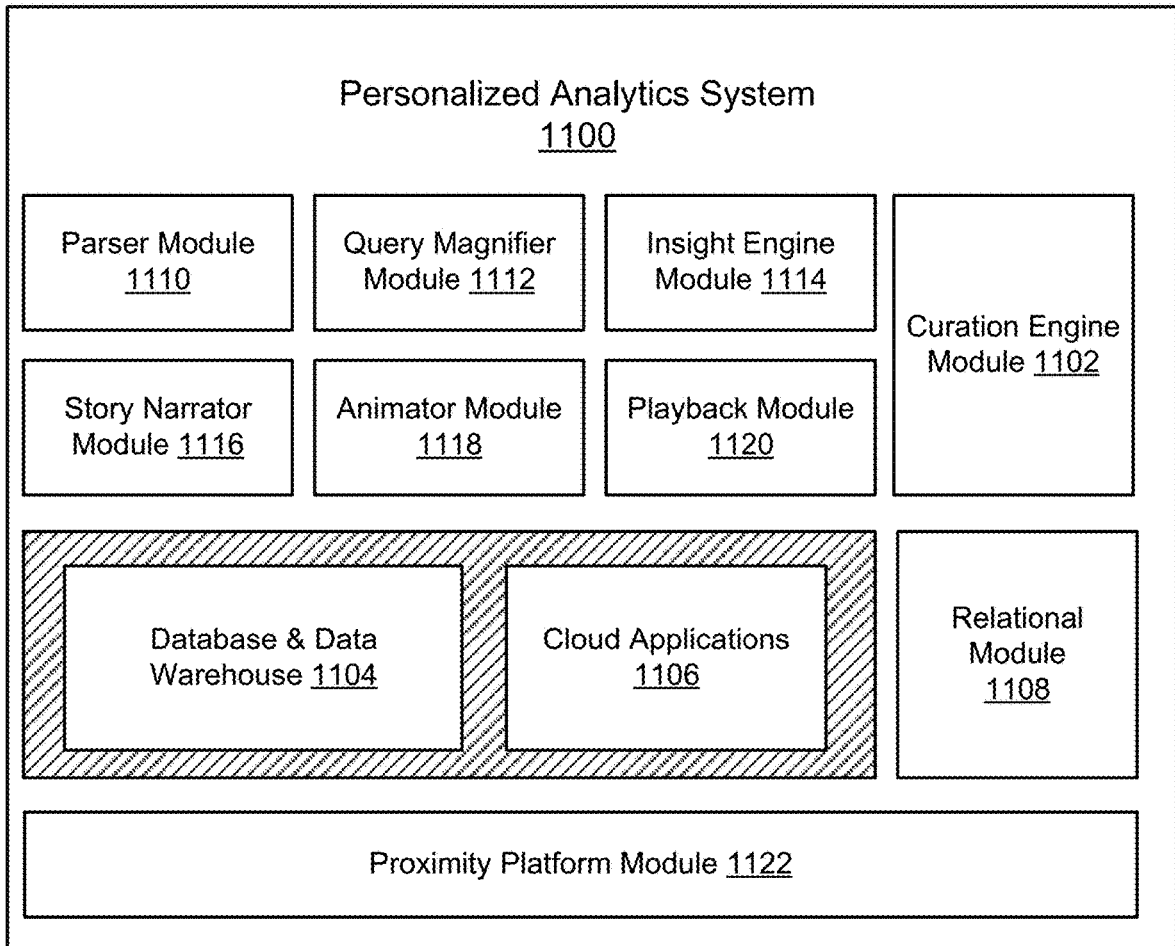 Personalized Analytics System
1100
Parser Module
1110
Query Magnifier
Module 1112
Insight Engine
Module 1114
Curation Engine
Module 1102
Story Narrator
Module 1116
Animator Module
1118
Playback Module
1120
Database & Data
Warehouse 1104
Cloud Applications
1106
Relational
Module
1108
Proximity Platform Module 1122